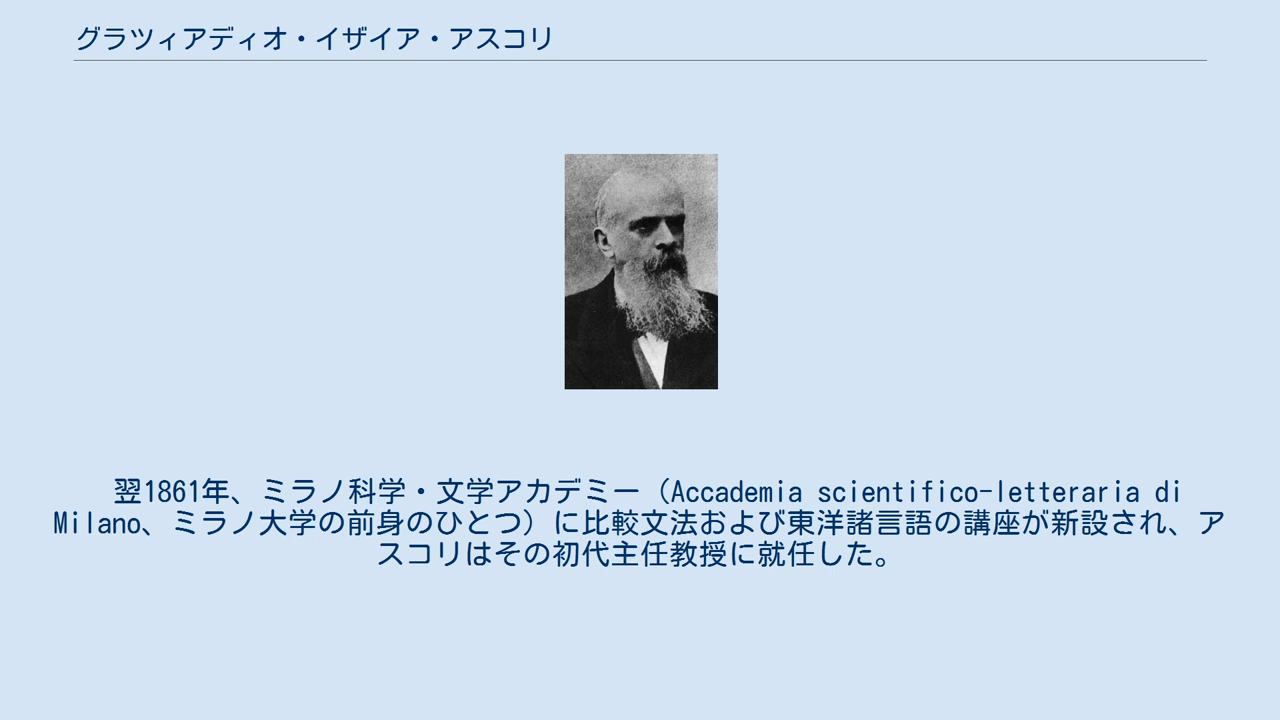 グラツィアディオ・イザイア・アスコリ
翌1861年、ミラノ科学・文学アカデミー（Accademia scientifico-letteraria di
Milano、ミラノ大学の前身のひとつ）に比較文法および東洋諸言語の講座が新設され、ア
スコリはその初代主任教授に就任した。